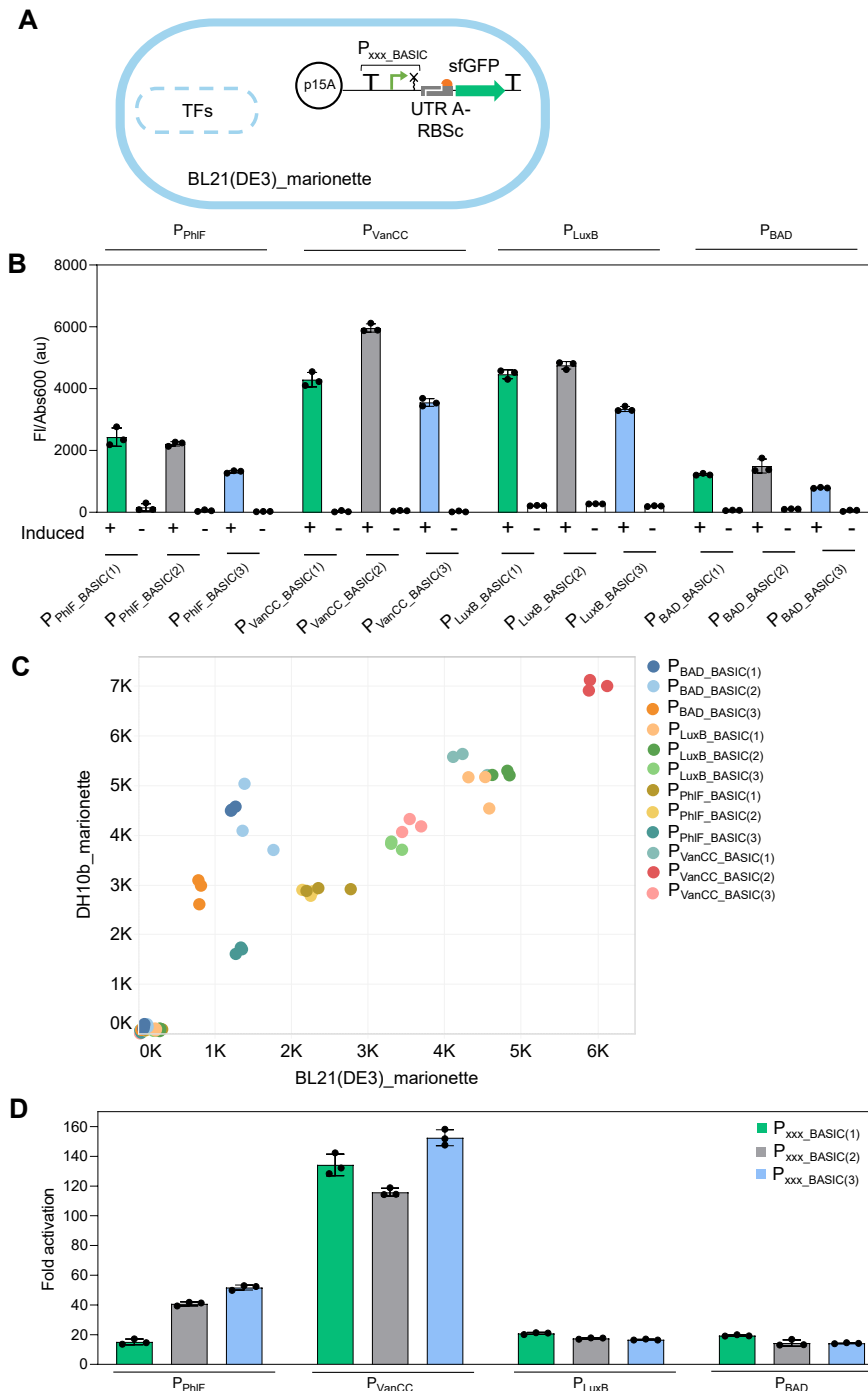 A
P_xxx_BASIC
sfGFP
p15A
TFs
UTR A-
RBSc
BL21(DE3)_marionette
P_PhlF P_VanCC P_LuxB P_BAD
B
8000
6000
4000
2000
0
Fl/Abs600 (au)
Induced + - + - + - + - + - + - + - + - + - + - + - + -
P_PhlF_BASIC(1) P_PhlF_BASIC(2) P_PhlF_BASIC(3) P_VanCC_BASIC(1) P_VanCC_BASIC(2) P_VanCC_BASIC(3) P_LuxB_BASIC(1) P_LuxB_BASIC(2) P_LuxB_BASIC(3) P_BAD_BASIC(1) P_BAD_BASIC(2) P_BAD_BASIC(3)
C
7K
6K
5K
4K
3K
2K
1K
0K
DH10b_marionette
0K 1K 2K 3K 4K 5K 6K
BL21(DE3)_marionette
P_BAD_BASIC(1)
P_BAD_BASIC(2)
P_BAD_BASIC(3)
P_LuxB_BASIC(1)
P_LuxB_BASIC(2)
P_LuxB_BASIC(3)
P_PhlF_BASIC(1)
P_PhlF_BASIC(2)
P_PhlF_BASIC(3)
P_VanCC_BASIC(1)
P_VanCC_BASIC(2)
P_VanCC_BASIC(3)
D
160
140
120
100
80
60
40
20
0
Fold activation
P_xxx_BASIC(1)
P_xxx_BASIC(2)
P_xxx_BASIC(3)
P_PhlF P_VanCC P_LuxB P_BAD